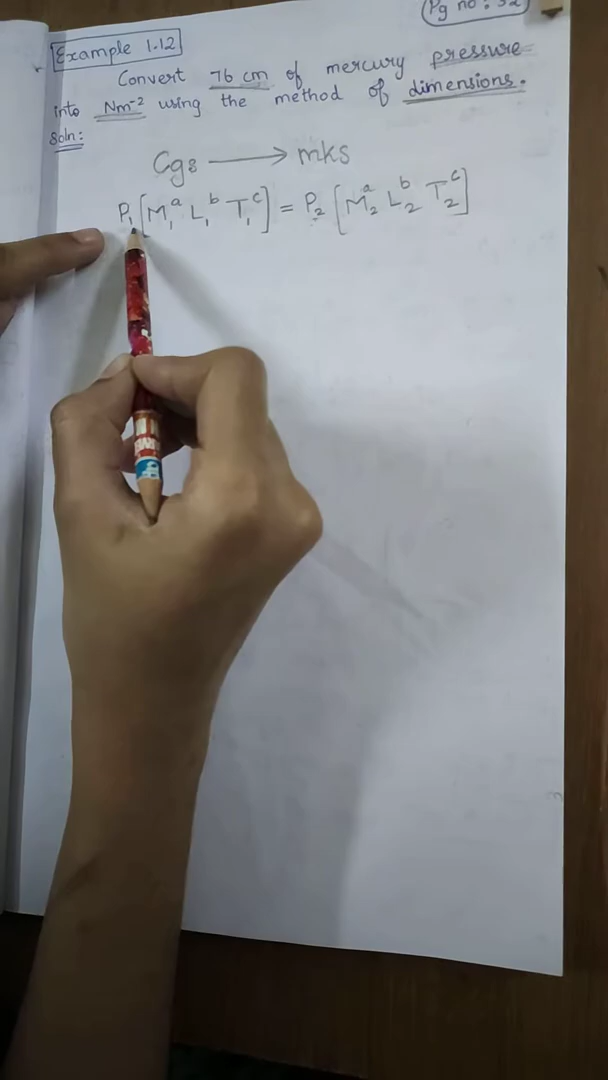 Pg no: 32
Example 1.12
Convert 76 cm of mercury pressure
into Nm⁻² using the method of dimensions.
Soln:
Cgs → mks
P₁[M₁ᵃ L₁ᵇ T₁ᶜ] = P₂[M₂ᵃ L₂ᵇ T₂ᶜ]